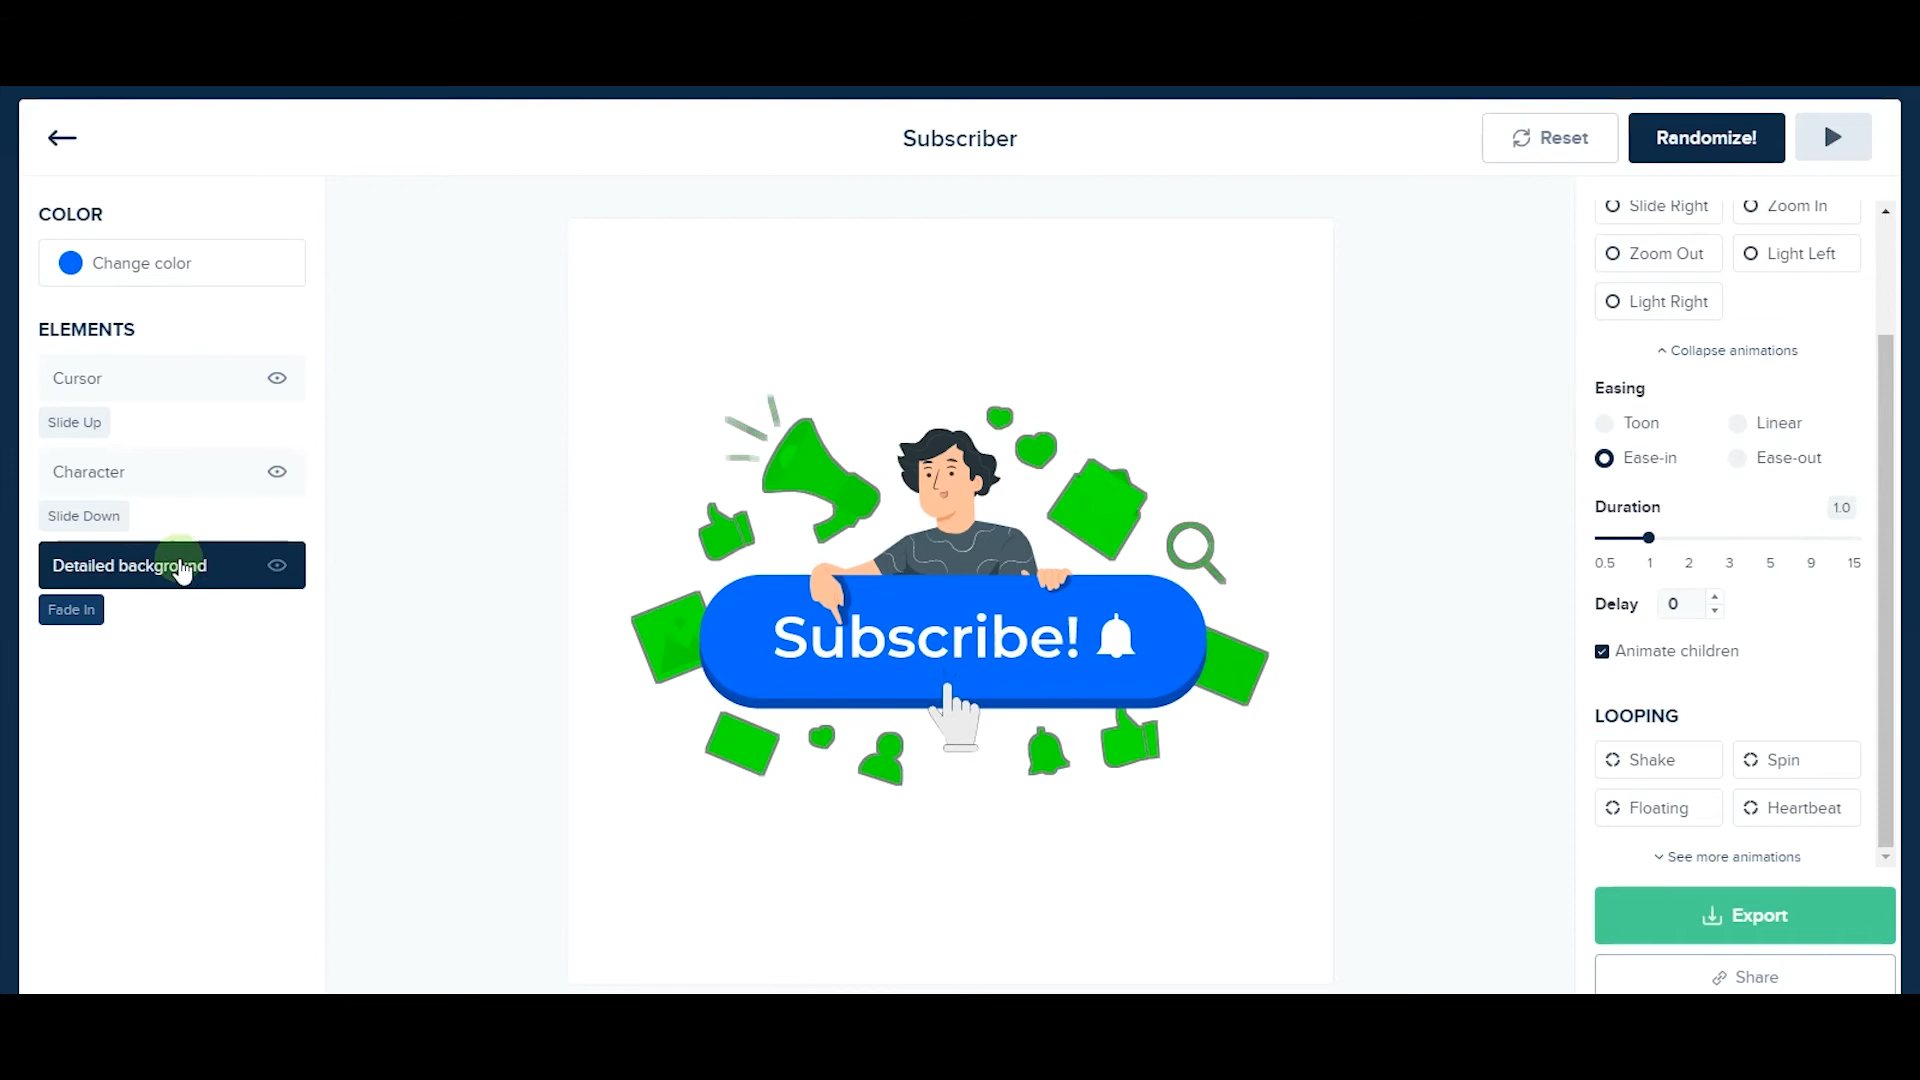 Subscriber
Reset
Randomize!
COLOR
Change color
ELEMENTS
Cursor
Slide Up
Character
Slide Down
Detailed background
Fade In
Subscribe!
Slide Right
Zoom In
Zoom Out
Light Left
Light Right
Collapse animations
Easing
Toon
Linear
Ease-in
Ease-out
Duration
1.0
0.5 1 2 3 5 9 15
Delay 0
Animate children
LOOPING
Shake
Spin
Floating
Heartbeat
See more animations
Export
Share